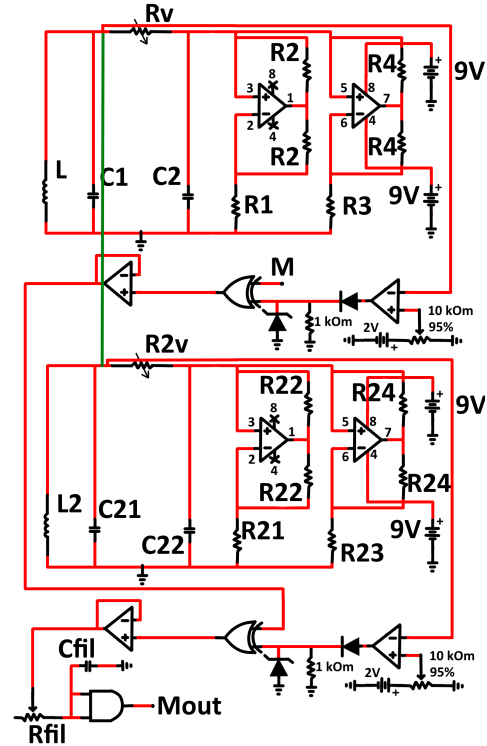 Rv
R2
R4
9V
8
3
1
2
4
5
8
7
6
4
R2
R4
L
C1
C2
R1
R3
9V
M
1 kOm
10 kOm
2V
95%
+
R2v
R22
R24
9V
8
3
1
2
4
5
8
7
6
4
R22
R24
L2
C21
C22
R21
R23
9V
Cfil
1 kOm
10 kOm
2V
95%
+
Mout
Rfil